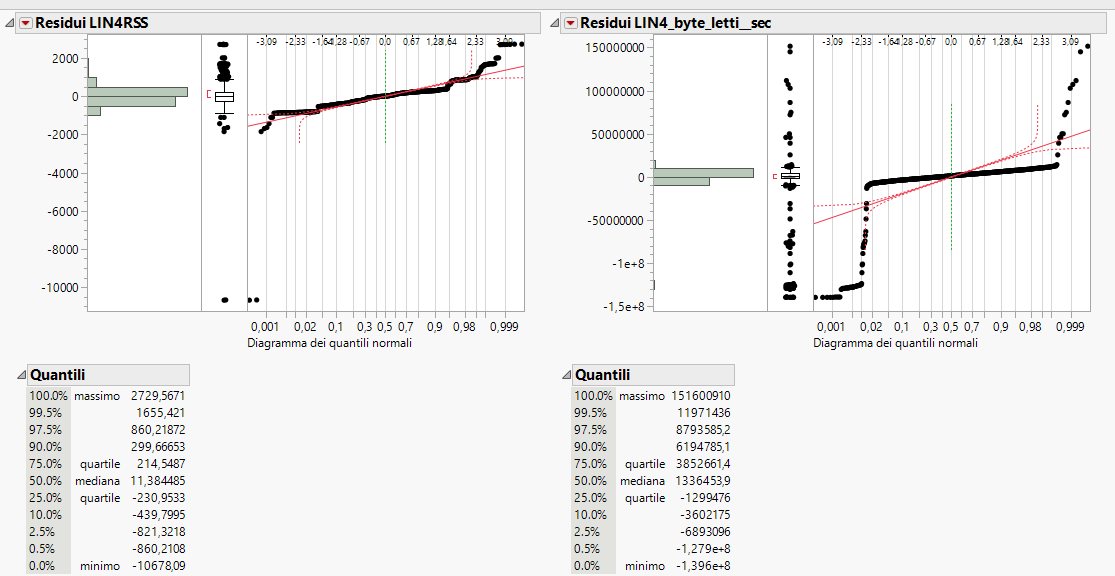 Residui LIN4RSS
-3,09 -2,33 -1,64 -1,28 -0,67 0,0 0,67 1,28 1,64 2,33 3,09
2000
0
-2000
-4000
-6000
-8000
-10000
0,001 0,02 0,1 0,3 0,5 0,7 0,9 0,98 0,999
Diagramma dei quantili normali
Quantili
100.0% massimo 2729,5671
99.5% 1655,421
97.5% 860,21872
90.0% 299,66653
75.0% quartile 214,5487
50.0% mediana 11,384485
25.0% quartile -230,9533
10.0% -439,7995
2.5% -821,3218
0.5% -860,2108
0.0% minimo -10678,09
Residui LIN4_byte_letti__sec
-3,09 -2,33 -1,64 -1,28 -0,67 0,0 0,67 1,28 1,64 2,33 3,09
150000000
100000000
50000000
0
-50000000
-1e+8
-1,5e+8
0,001 0,02 0,1 0,3 0,5 0,7 0,9 0,98 0,999
Diagramma dei quantili normali
Quantili
100.0% massimo 151600910
99.5% 11971436
97.5% 8793585,2
90.0% 6194785,1
75.0% quartile 3852661,4
50.0% mediana 1336453,9
25.0% quartile -1299476
10.0% -3602175
2.5% -6893096
0.5% -1,279e+8
0.0% minimo -1,396e+8